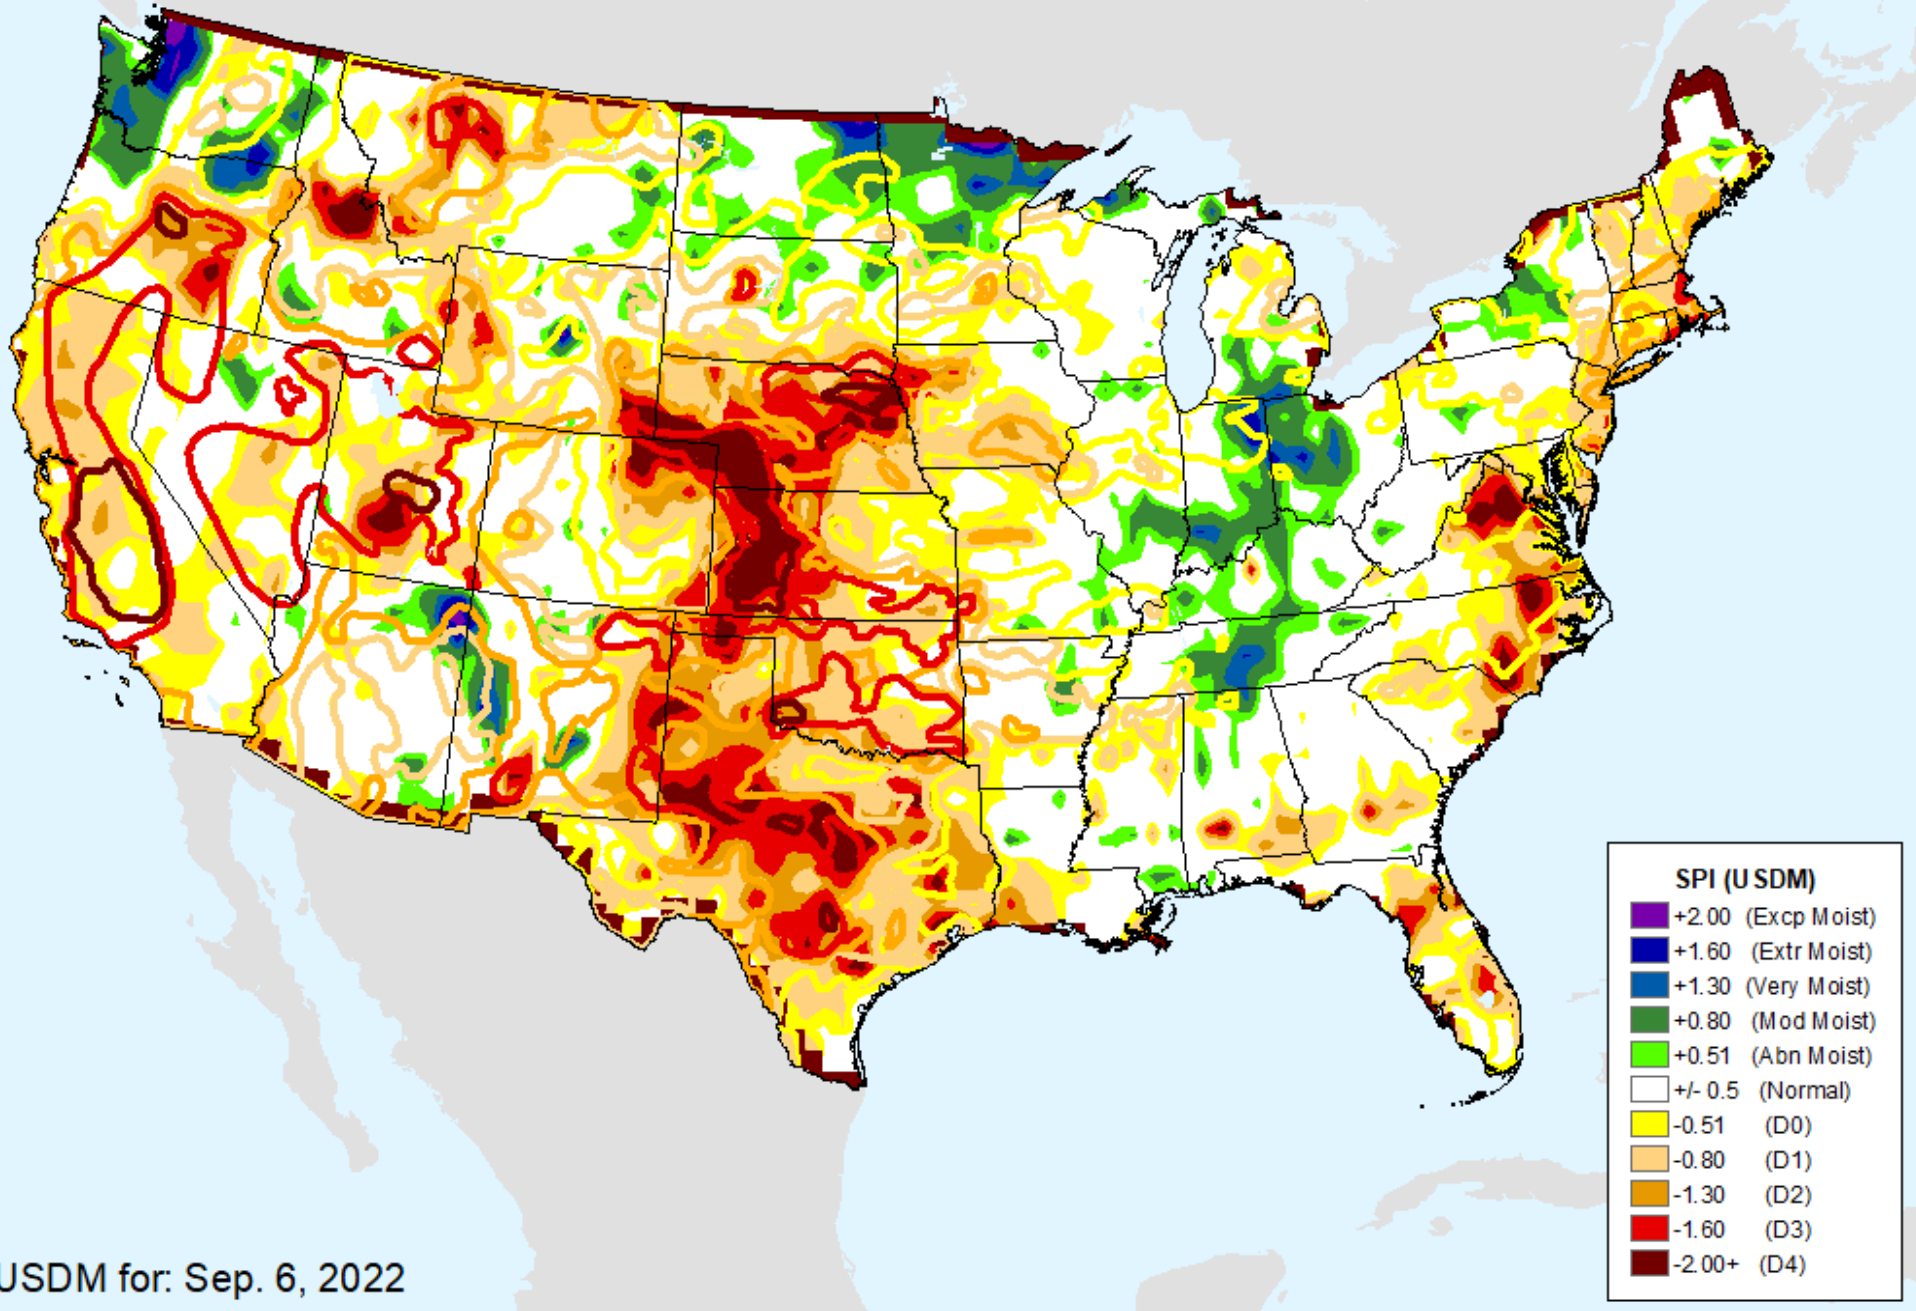 SPI (USDM)
+2.00 (Excp Moist)
+1.60 (Extr Moist)
+1.30 (Very Moist)
+0.80 (Mod Moist)
+0.51 (Abn Moist)
+/- 0.5 (Normal)
-0.51 (D0)
-0.80 (D1)
-1.30 (D2)
-1.60 (D3)
-2.00+ (D4)
USDM for: Sep. 6, 2022